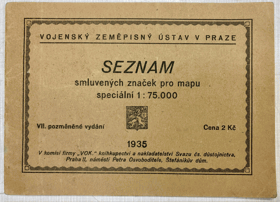 VOJENSKÝ ZEMĚPISNÝ ÚSTAV V PRAZE
SEZNAM
smluvených značek pro mapu
speciální 1 : 75.000
VII. pozměněné vydání
Cena 2 Kč
1935
V komisi firmy „VOK“ knihkupectví a nakladatelství Svazu čs. důstojnictva,
Praha II, náměstí Petra Osvoboditele, Štefánikův dům.